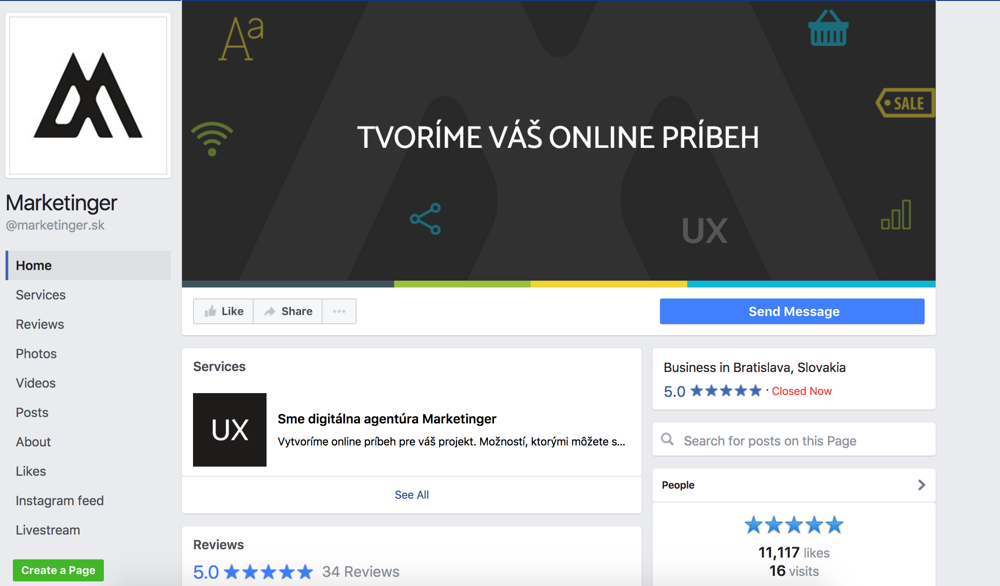 Marketinger
@marketinger.sk
Home
Services
Reviews
Photos
Videos
Posts
About
Likes
Instagram feed
Livestream
Create a Page
Aa
SALE
TVORÍME VÁŠ ONLINE PRÍBEH
UX
Like
Share
Send Message
Services
UX
Sme digitálna agentúra Marketinger
Vytvoríme online príbeh pre váš projekt. Možností, ktorými môžete s...
See All
Reviews
5.0
34 Reviews
Business in Bratislava, Slovakia
5.0 · Closed Now
Search for posts on this Page
People
11,117 likes
16 visits